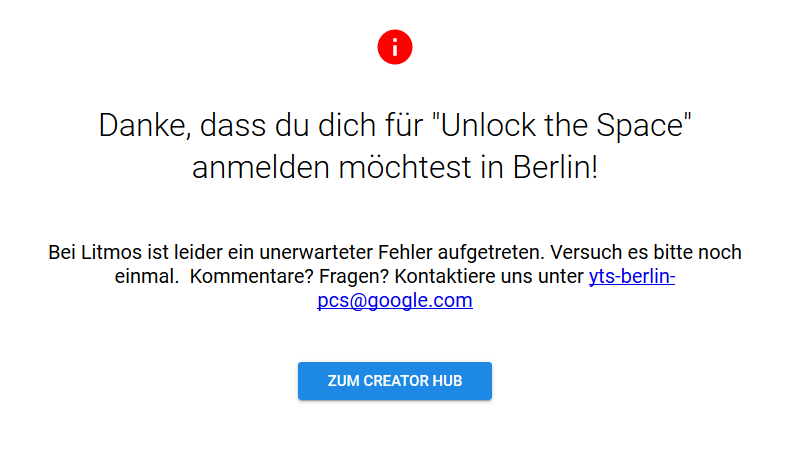 Danke, dass du dich für "Unlock the Space"
anmelden möchtest in Berlin!
Bei Litmos ist leider ein unerwarteter Fehler aufgetreten. Versuch es bitte noch
einmal.  Kommentare? Fragen? Kontaktiere uns unter yts-berlin-
pcs@google.com
ZUM CREATOR HUB